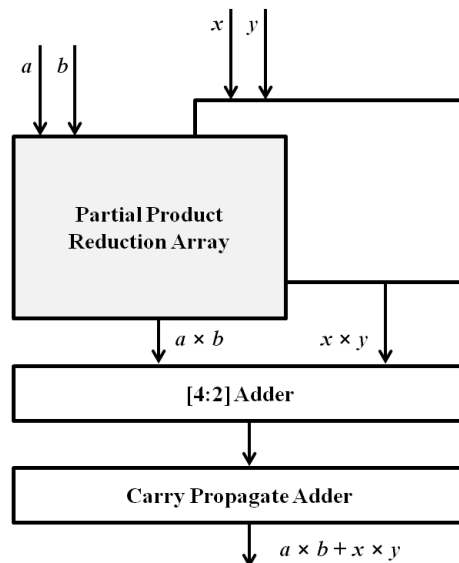 x y
a b
Partial Product
Reduction Array
a × b x × y
[4:2] Adder
Carry Propagate Adder
a × b + x × y